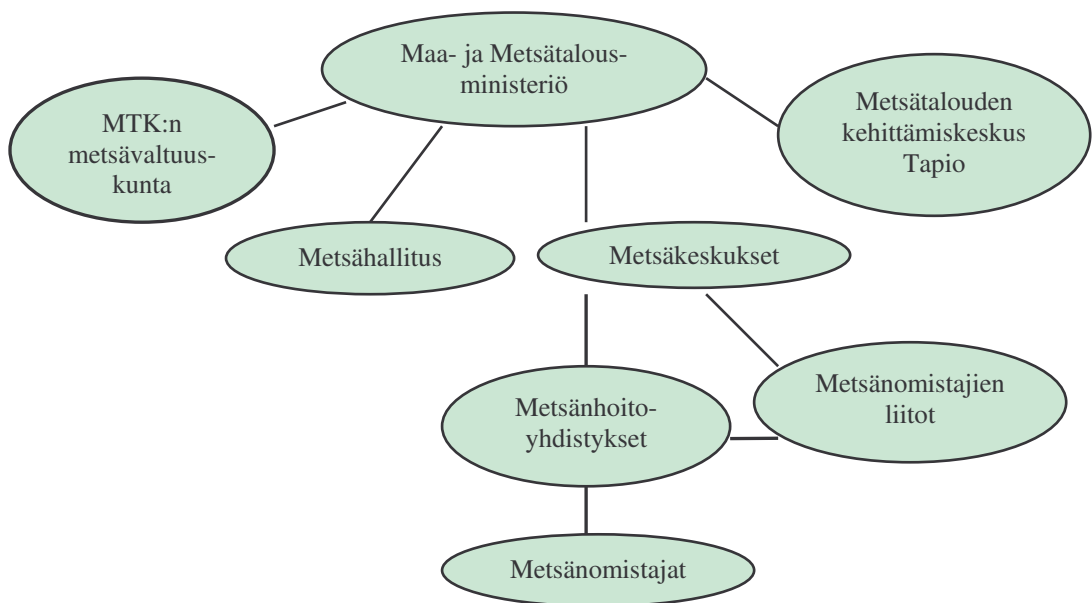 Maa- ja Metsätalous-
ministeriö
MTK:n
metsävaltuus-
kunta
Metsätalouden
kehittämiskeskus
Tapio
Metsähallitus
Metsäkeskukset
Metsänomistajien
liitot
Metsänhoito-
yhdistykset
Metsänomistajat